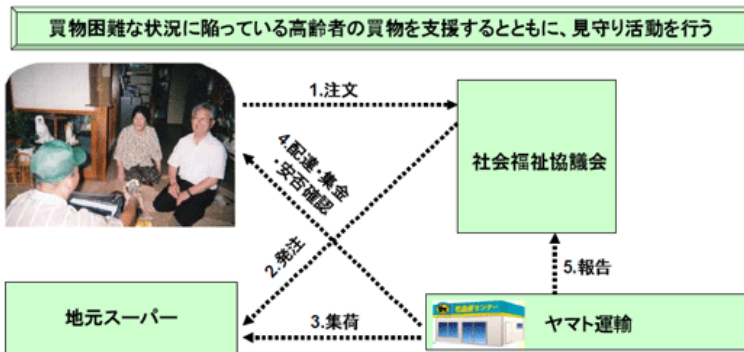 買物困難な状況に陥っている高齢者の買物を支援するとともに、見守り活動を行う
1.注文
社会福祉協議会
4.配達・集金
・安否確認
2.発注
5.報告
地元スーパー
3.集荷
ヤマト運輸